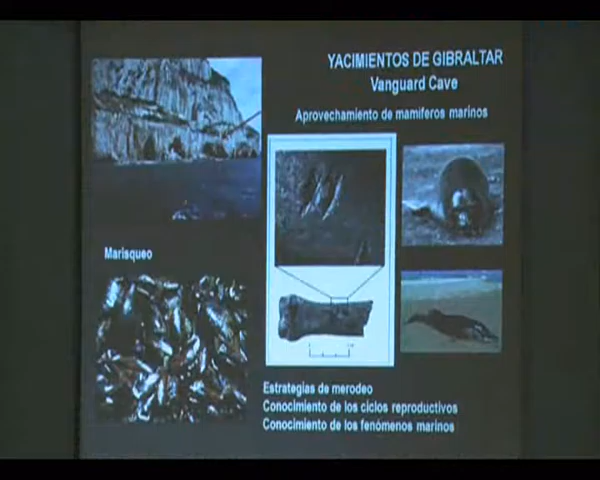 YACIMIENTOS DE GIBRALTAR
Vanguard Cave
Aprovechamiento de mamíferos marinos
Marisqueo
Estrategias de merodeo
Conocimiento de los ciclos reproductivos
Conocimiento de los fenómenos marinos